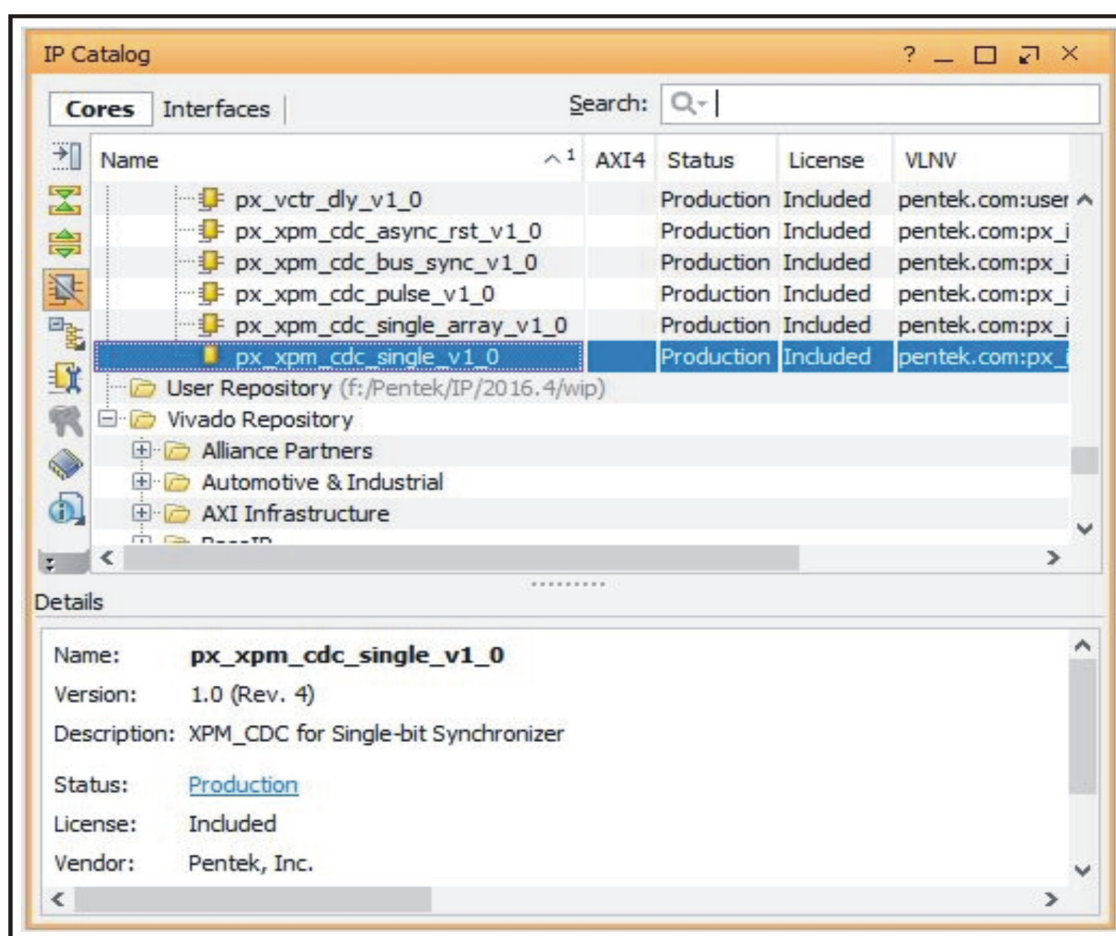 IP Catalog ?
Cores Interfaces Search:
Name 1 AXI4 Status License VLNV
px_vctr_dly_v1_0 Production Included pentek.com:user
px_xpm_cdc_async_rst_v1_0 Production Included pentek.com:px_i
px_xpm_cdc_bus_sync_v1_0 Production Included pentek.com:px_i
px_xpm_cdc_pulse_v1_0 Production Included pentek.com:px_i
px_xpm_cdc_single_array_v1_0 Production Included pentek.com:px_i
px_xpm_cdc_single_v1_0 Production Included pentek.com:px_i
User Repository (f:/Pentek/IP/2016.4/wip)
Vivado Repository
Alliance Partners
Automotive & Industrial
AXI Infrastructure
BaseIP
Details
Name: px_xpm_cdc_single_v1_0
Version: 1.0 (Rev. 4)
Description: XPM_CDC for Single-bit Synchronizer
Status: Production
License: Included
Vendor: Pentek, Inc.